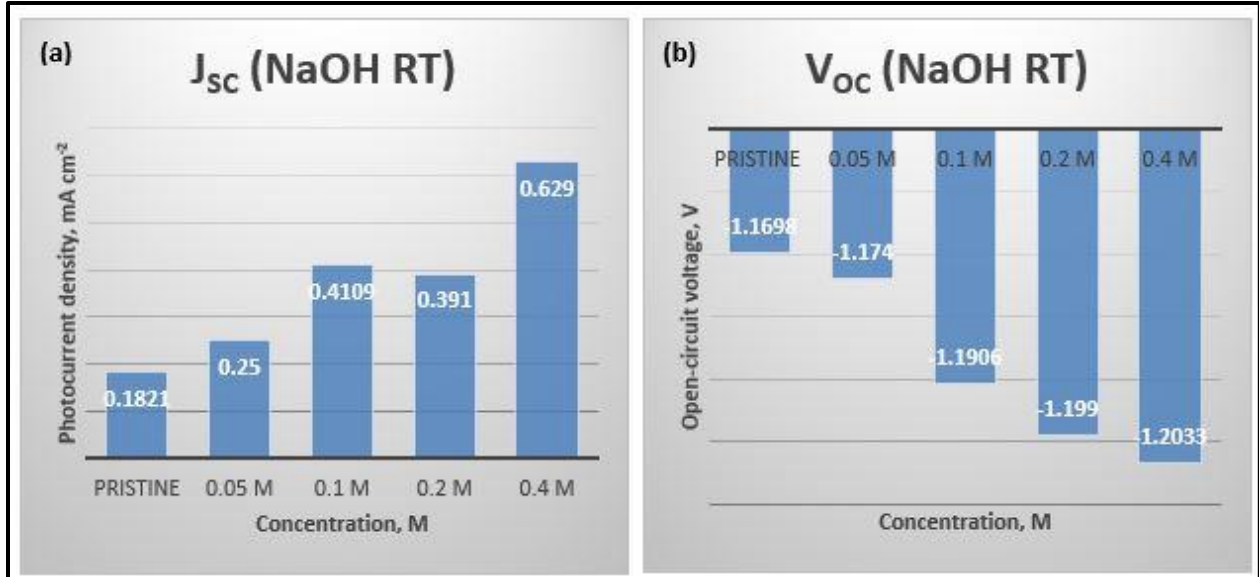 (a)
J_SC (NaOH RT)
Photocurrent density, mA cm⁻²
0.1821
0.25
0.4109
0.391
0.629
PRISTINE 0.05 M 0.1 M 0.2 M 0.4 M
Concentration, M
(b)
V_OC (NaOH RT)
Open-circuit voltage, V
PRISTINE 0.05 M 0.1 M 0.2 M 0.4 M
-1.1698
-1.174
-1.1906
-1.199
-1.2033
Concentration, M